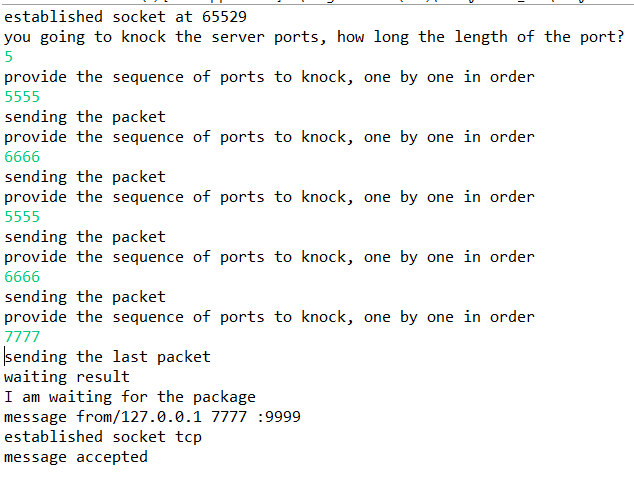 established socket at 65529
you going to knock the server ports, how long the length of the port?
5
provide the sequence of ports to knock, one by one in order
5555
sending the packet
provide the sequence of ports to knock, one by one in order
6666
sending the packet
provide the sequence of ports to knock, one by one in order
5555
sending the packet
provide the sequence of ports to knock, one by one in order
6666
sending the packet
provide the sequence of ports to knock, one by one in order
7777
sending the last packet
waiting result
I am waiting for the package
message from/127.0.0.1 7777 :9999
established socket tcp
message accepted